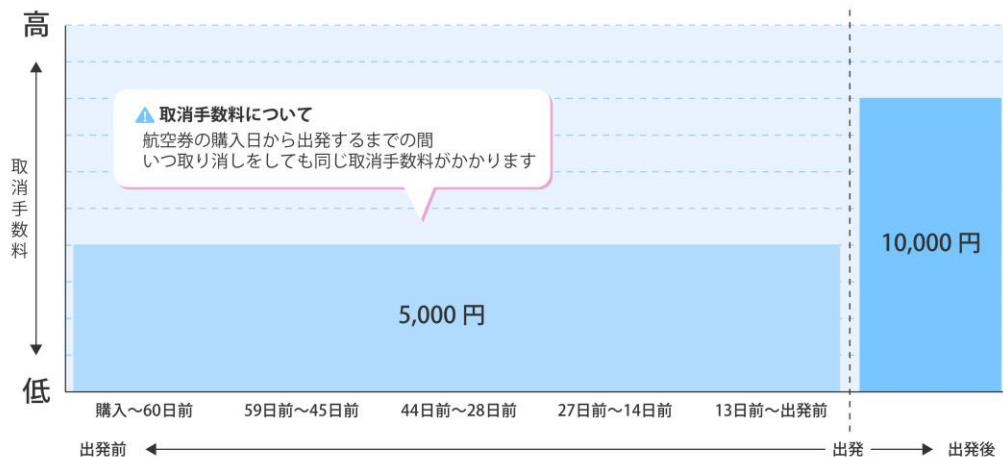 高
取消手数料
低
取消手数料について
航空券の購入日から出発するまでの間
いつ取り消しをしても同じ取消手数料がかかります
5,000 円
10,000 円
購入～60日前
59日前～45日前
44日前～28日前
27日前～14日前
13日前～出発前
出発前
出発
出発後